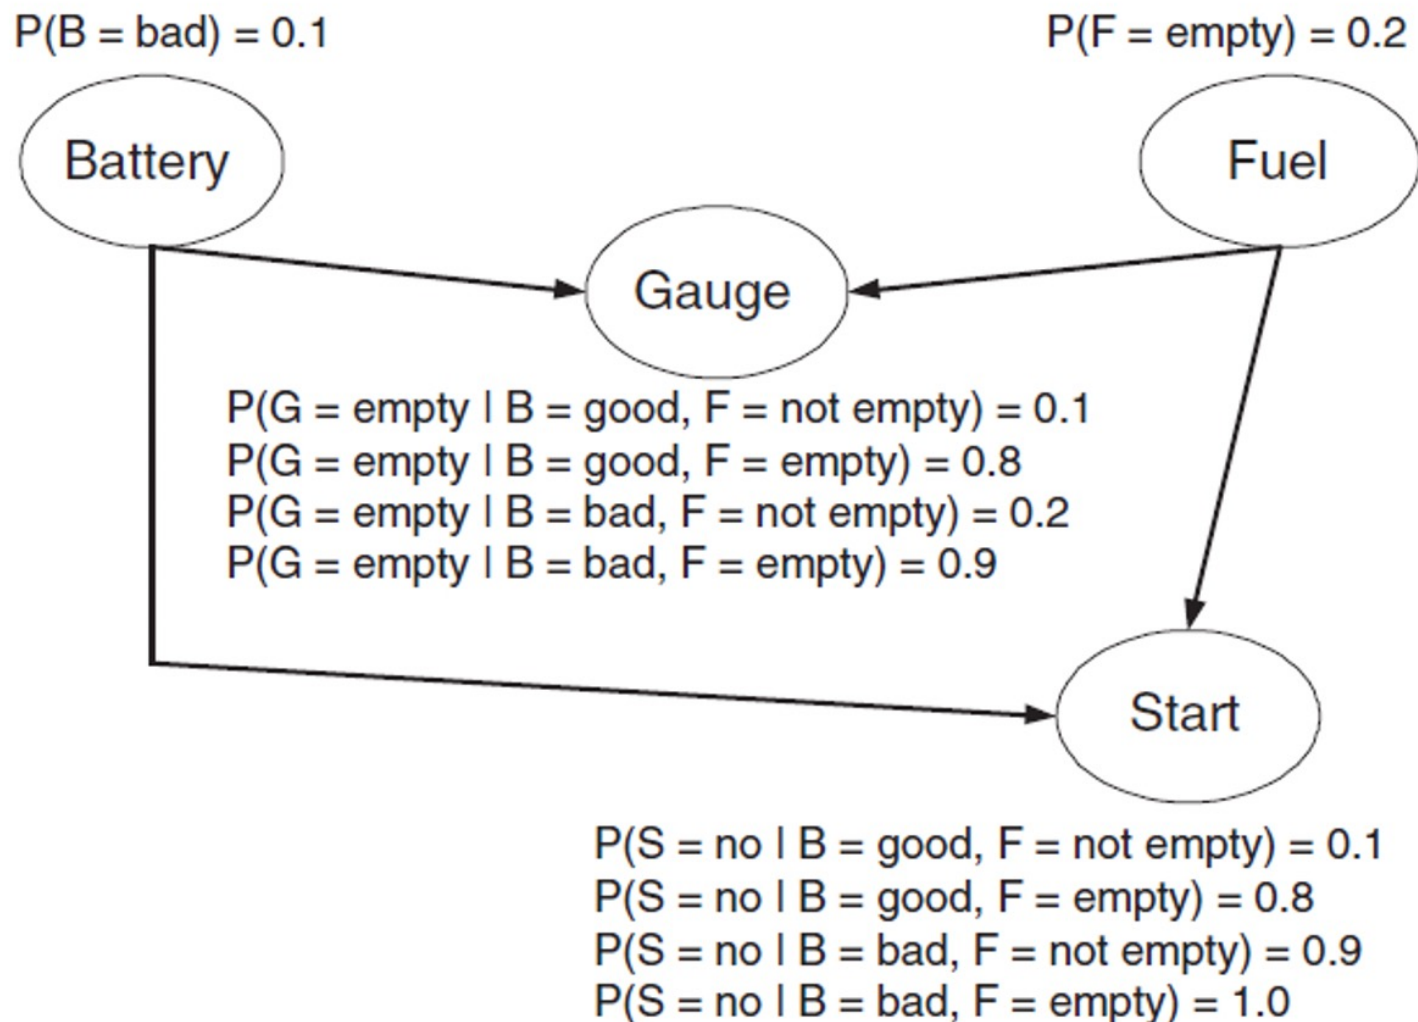 P(B = bad) = 0.1
P(F = empty) = 0.2
Battery
Fuel
Gauge
P(G = empty | B = good, F = not empty) = 0.1
P(G = empty | B = good, F = empty) = 0.8
P(G = empty | B = bad, F = not empty) = 0.2
P(G = empty | B = bad, F = empty) = 0.9
Start
P(S = no | B = good, F = not empty) = 0.1
P(S = no | B = good, F = empty) = 0.8
P(S = no | B = bad, F = not empty) = 0.9
P(S = no | B = bad, F = empty) = 1.0